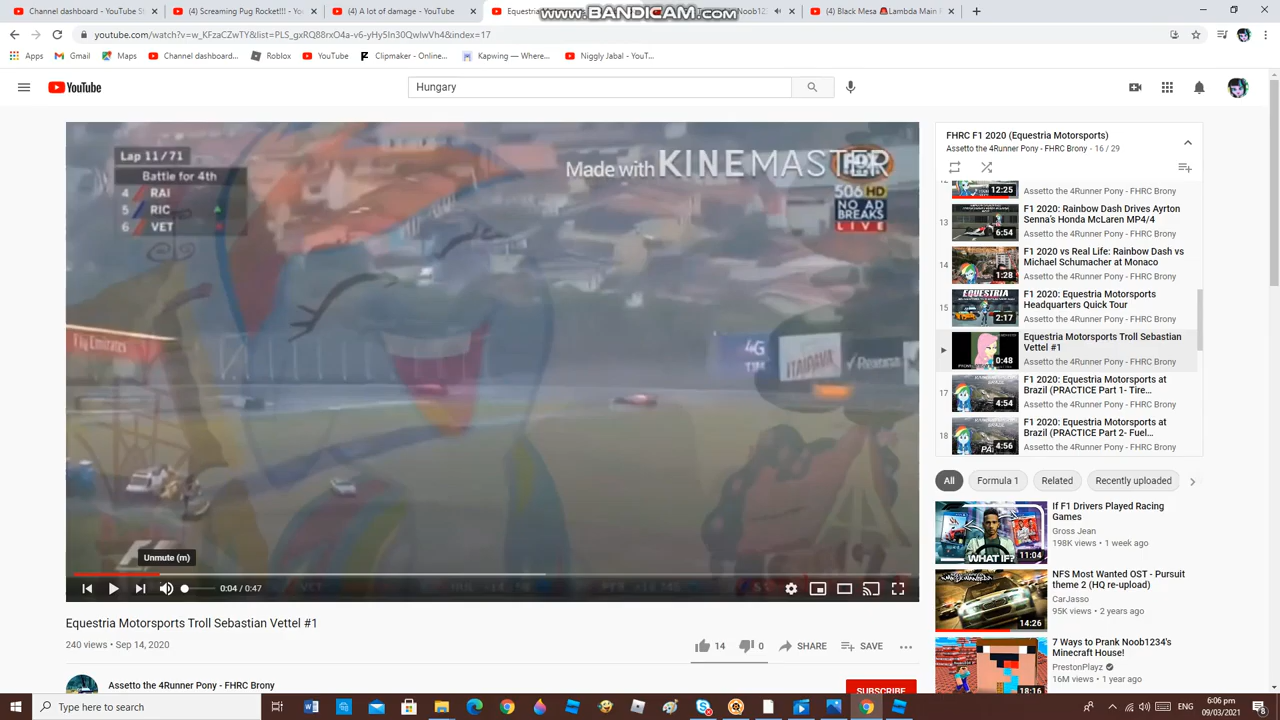 (4) Channel dashboard - YouTube St
(4) Screaming Pug Rocket!!! - You
(4) A lot of damage - YouTube
Equest
www.BANDICAM.com
Noob12
(4) Black Mesa & Lambda
youtube.com/watch?v=w_KFzaCZwTY&list=PLS_gxRQ88rxO4a-v6-yHy5In30QwIwVh4&index=17
Apps
Gmail
Maps
Channel dashboard...
Roblox
YouTube
Clipmaker - Online...
Kapwing — Where...
Niggly Jabal - YouT...
YouTube
Hungary
Lap 11/71
Battle for 4th
4 RAI
RIC
VET
Made with KINEMASTER
506 HD
NO AD
BREAKS
LIVE
4G
Unmute (m)
0:04 / 0:47
Equestria Motorsports Troll Sebastian Vettel #1
240 views • Sep 14, 2020
14
0
SHARE
SAVE
Assetto the 4Runner Pony - FHRC Brony
SUBSCRIBE
FHRC F1 2020 (Equestria Motorsports)
Assetto the 4Runner Pony - FHRC Brony - 16 / 29
12:25
Assetto the 4Runner Pony - FHRC Brony
13
6:54
F1 2020: Rainbow Dash Drives Ayrton
Senna's Honda McLaren MP4/4
Assetto the 4Runner Pony - FHRC Brony
14
1:28
F1 2020 vs Real Life: Rainbow Dash vs
Michael Schumacher at Monaco
Assetto the 4Runner Pony - FHRC Brony
15
EQUESTRIA
2:17
F1 2020: Equestria Motorsports
Headquarters Quick Tour
Assetto the 4Runner Pony - FHRC Brony
0:48
Equestria Motorsports Troll Sebastian
Vettel #1
Assetto the 4Runner Pony - FHRC Brony
17
4:54
F1 2020: Equestria Motorsports at
Brazil (PRACTICE Part 1- Tire...
Assetto the 4Runner Pony - FHRC Brony
18
4:56
F1 2020: Equestria Motorsports at
Brazil (PRACTICE Part 2- Fuel...
Assetto the 4Runner Pony - FHRC Brony
All
Formula 1
Related
Recently uploaded
WHAT IF?
11:04
If F1 Drivers Played Racing
Games
Gross Jean
198K views • 1 week ago
14:26
NFS Most Wanted OST - Pursuit
theme 2 (HQ re-upload)
CarJasso
95K views • 2 years ago
18:16
7 Ways to Prank Noob1234's
Minecraft House!
PrestonPlayz
16M views • 1 year ago
Type here to search
ENG
6:06 pm
09/03/2021